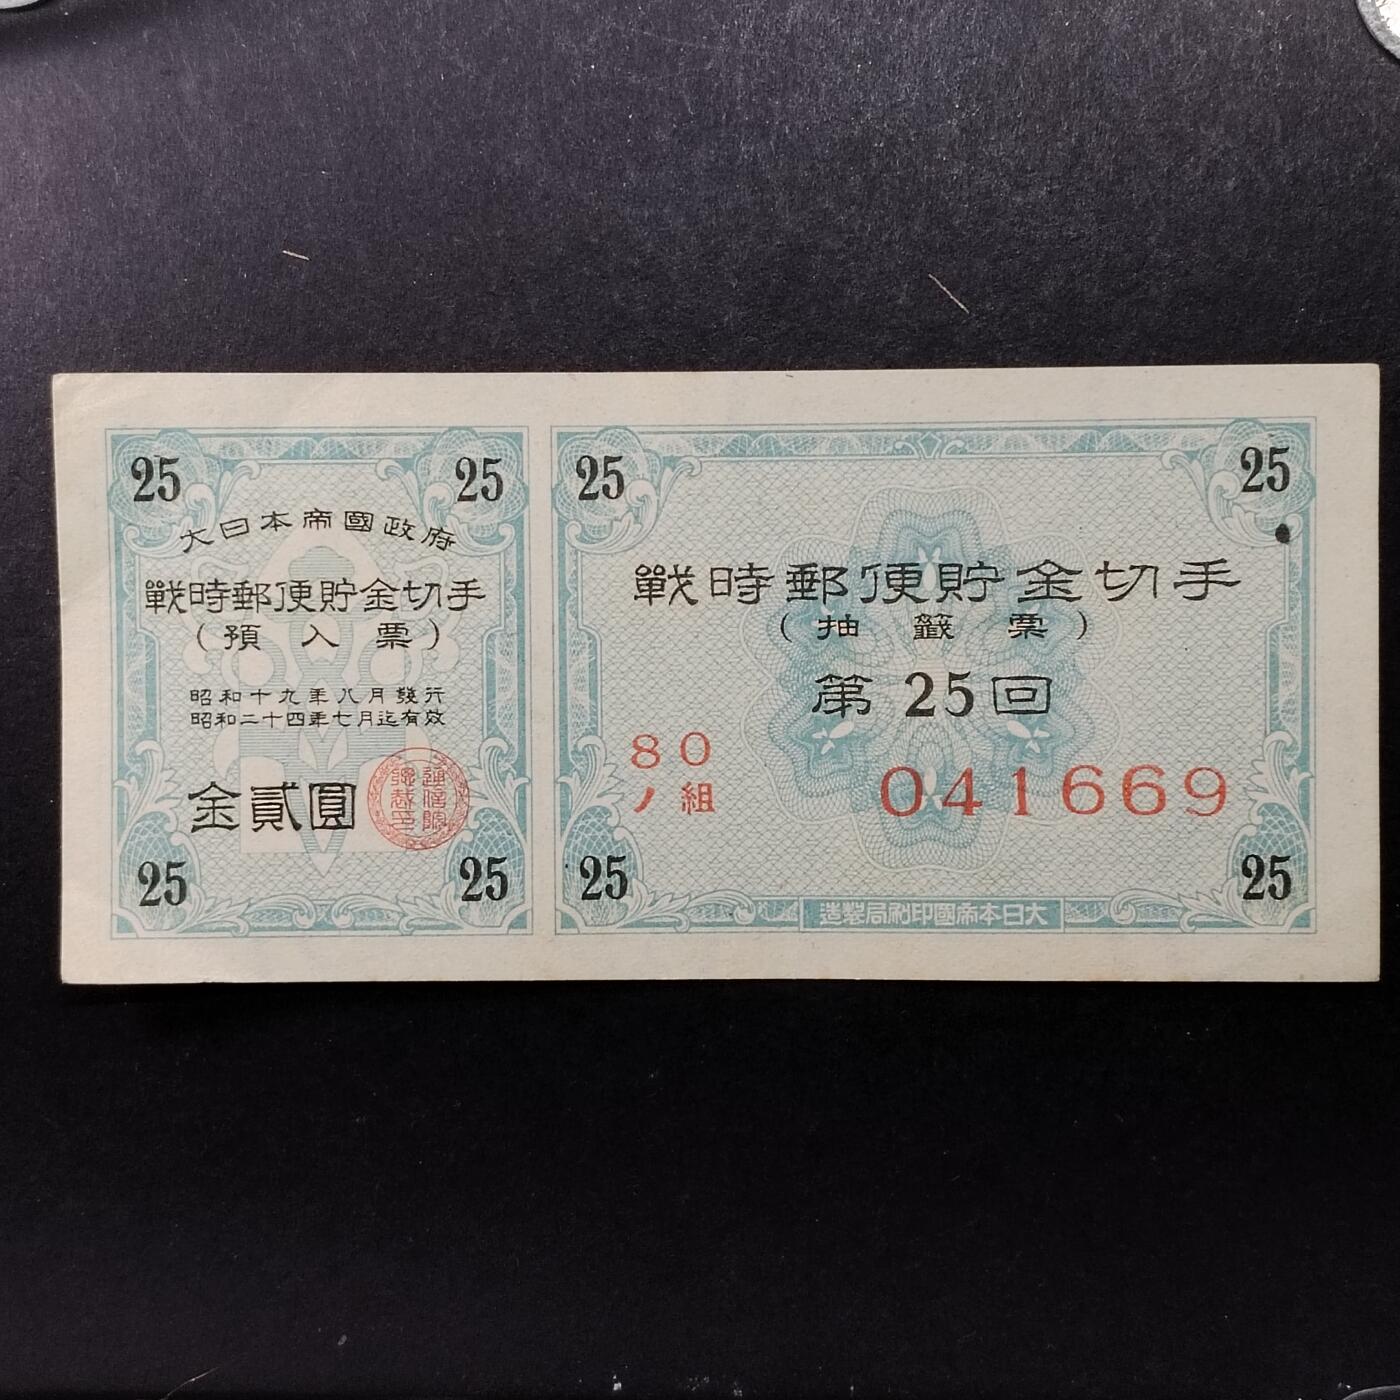 25 25
大日本帝國政府
戰時郵便貯金切手
(預入票)
昭和十九年八月發行
昭和二十四年七月迄有效
金貳圓
25 25
25 25
戰時郵便貯金切手
(抽籤票)
第25回
80
ノ組
041669
25 25
造製局刷印國帝本日大